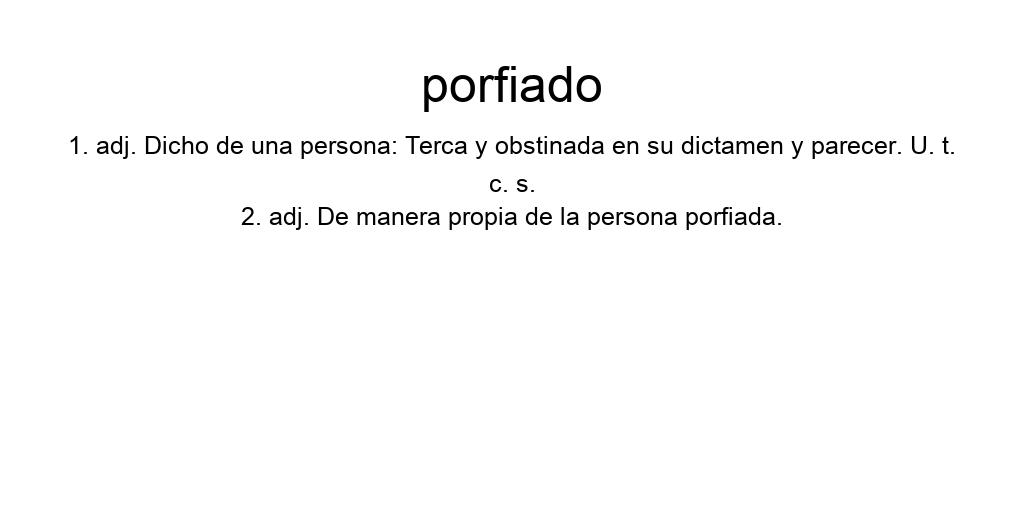 porfiado
1. adj. Dicho de una persona: Terca y obstinada en su dictamen y parecer. U. t.
c. s.
2. adj. De manera propia de la persona porfiada.